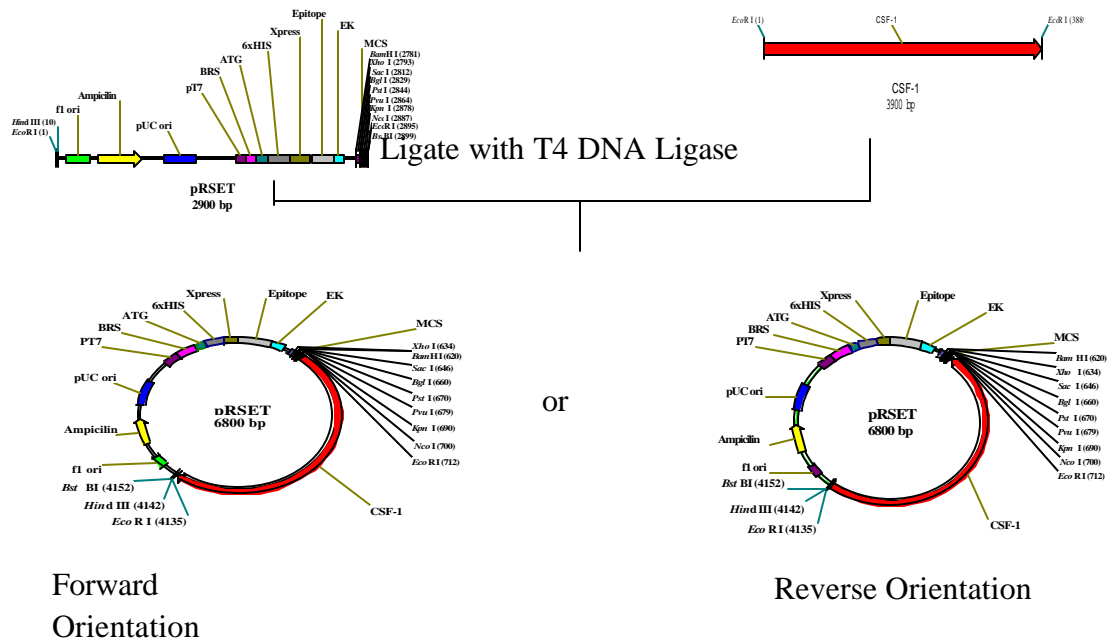 Epitope
Xpress
EK
6xHIS
MCS
ATG
BamH I (2781)
Xho I (2793)
BRS
Sac I (2812)
Bgl I (2829)
pT7
Pst I (2844)
Ampicilin
Pvu I (2864)
f1 ori
pUC ori
Kpn I (2878)
Hind III (10)
Nco I (2887)
EcoR I (1)
EcoR I (2895)
Bst BI (2899)
pRSET
2900 bp
EcoR I (1)
CSF-1
CSF-1
3900 bp
Ligate with T4 DNA Ligase
Xpress
Epitope
6xHIS
EK
ATG
MCS
BRS
PT7
Xho I (634)
BamH I (620)
Sac I (646)
pUC ori
Bgl I (660)
Pst I (670)
Pvu I (679)
Ampicilin
Kpn I (690)
Nco I (700)
f1 ori
Eco R I (712)
Bst BI (4152)
Hind III (4142)
Eco R I (4135)
pRSET
6800 bp
CSF-1
or
Xpress
Epitope
6xHIS
EK
ATG
MCS
BRS
PT7
Bam H I (620)
Xho I (634)
Sac I (646)
pUC ori
Bgl I (660)
Pst I (670)
Pvu I (679)
Ampicilin
Kpn I (690)
Nco I (700)
f1 ori
Eco R I (712)
Bst BI (4152)
Hind III (4142)
Eco R I (4135)
pRSET
6800 bp
CSF-1
Forward
Orientation
Reverse Orientation